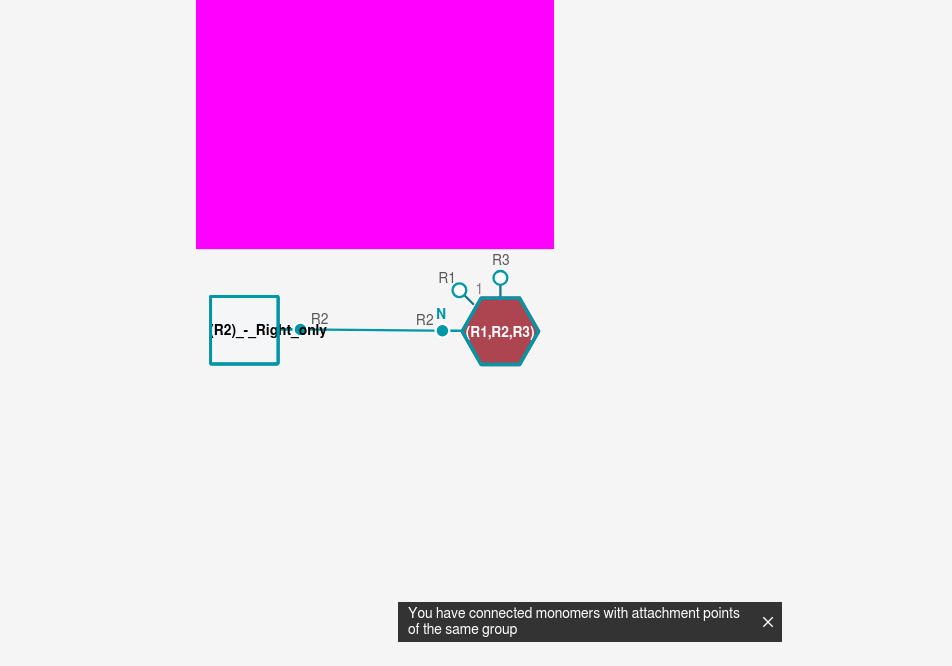 R3
R1
1
N
R2
R2
(R2)_-_Right_only
(R1,R2,R3)
You have connected monomers with attachment points
of the same group